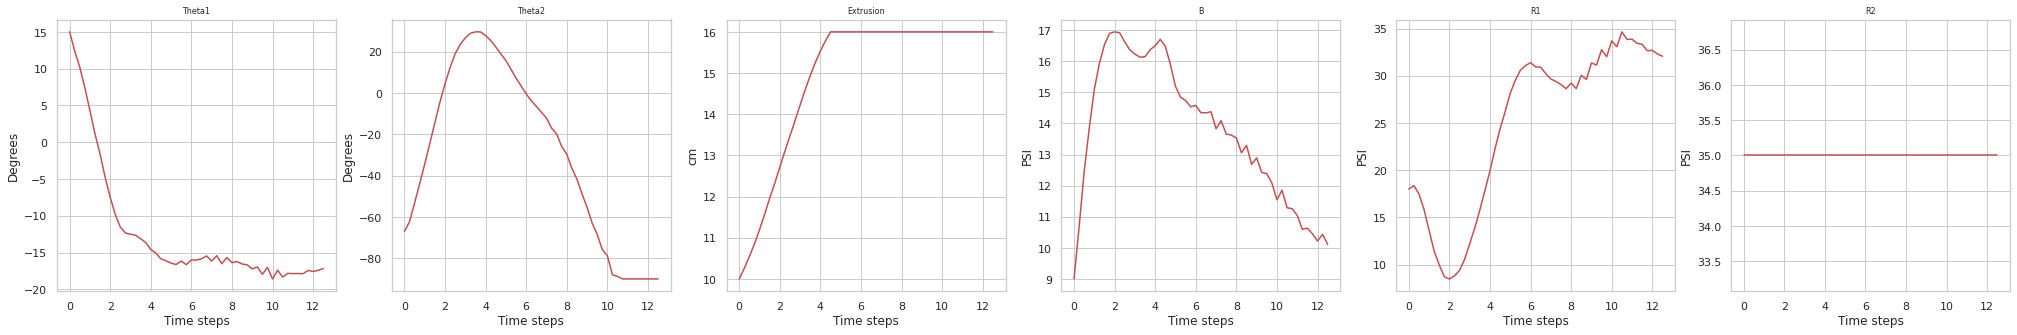 Theta1
Degrees
15
10
5
0
−5
−10
−15
−20
0 2 4 6 8 10 12
Time steps
Theta2
Degrees
20
0
−20
−40
−60
−80
0 2 4 6 8 10 12
Time steps
Extrusion
cm
16
15
14
13
12
11
10
0 2 4 6 8 10 12
Time steps
B
PSI
17
16
15
14
13
12
11
10
9
0 2 4 6 8 10 12
Time steps
R1
PSI
35
30
25
20
15
10
0 2 4 6 8 10 12
Time steps
R2
PSI
36.5
36.0
35.5
35.0
34.5
34.0
33.5
0 2 4 6 8 10 12
Time steps